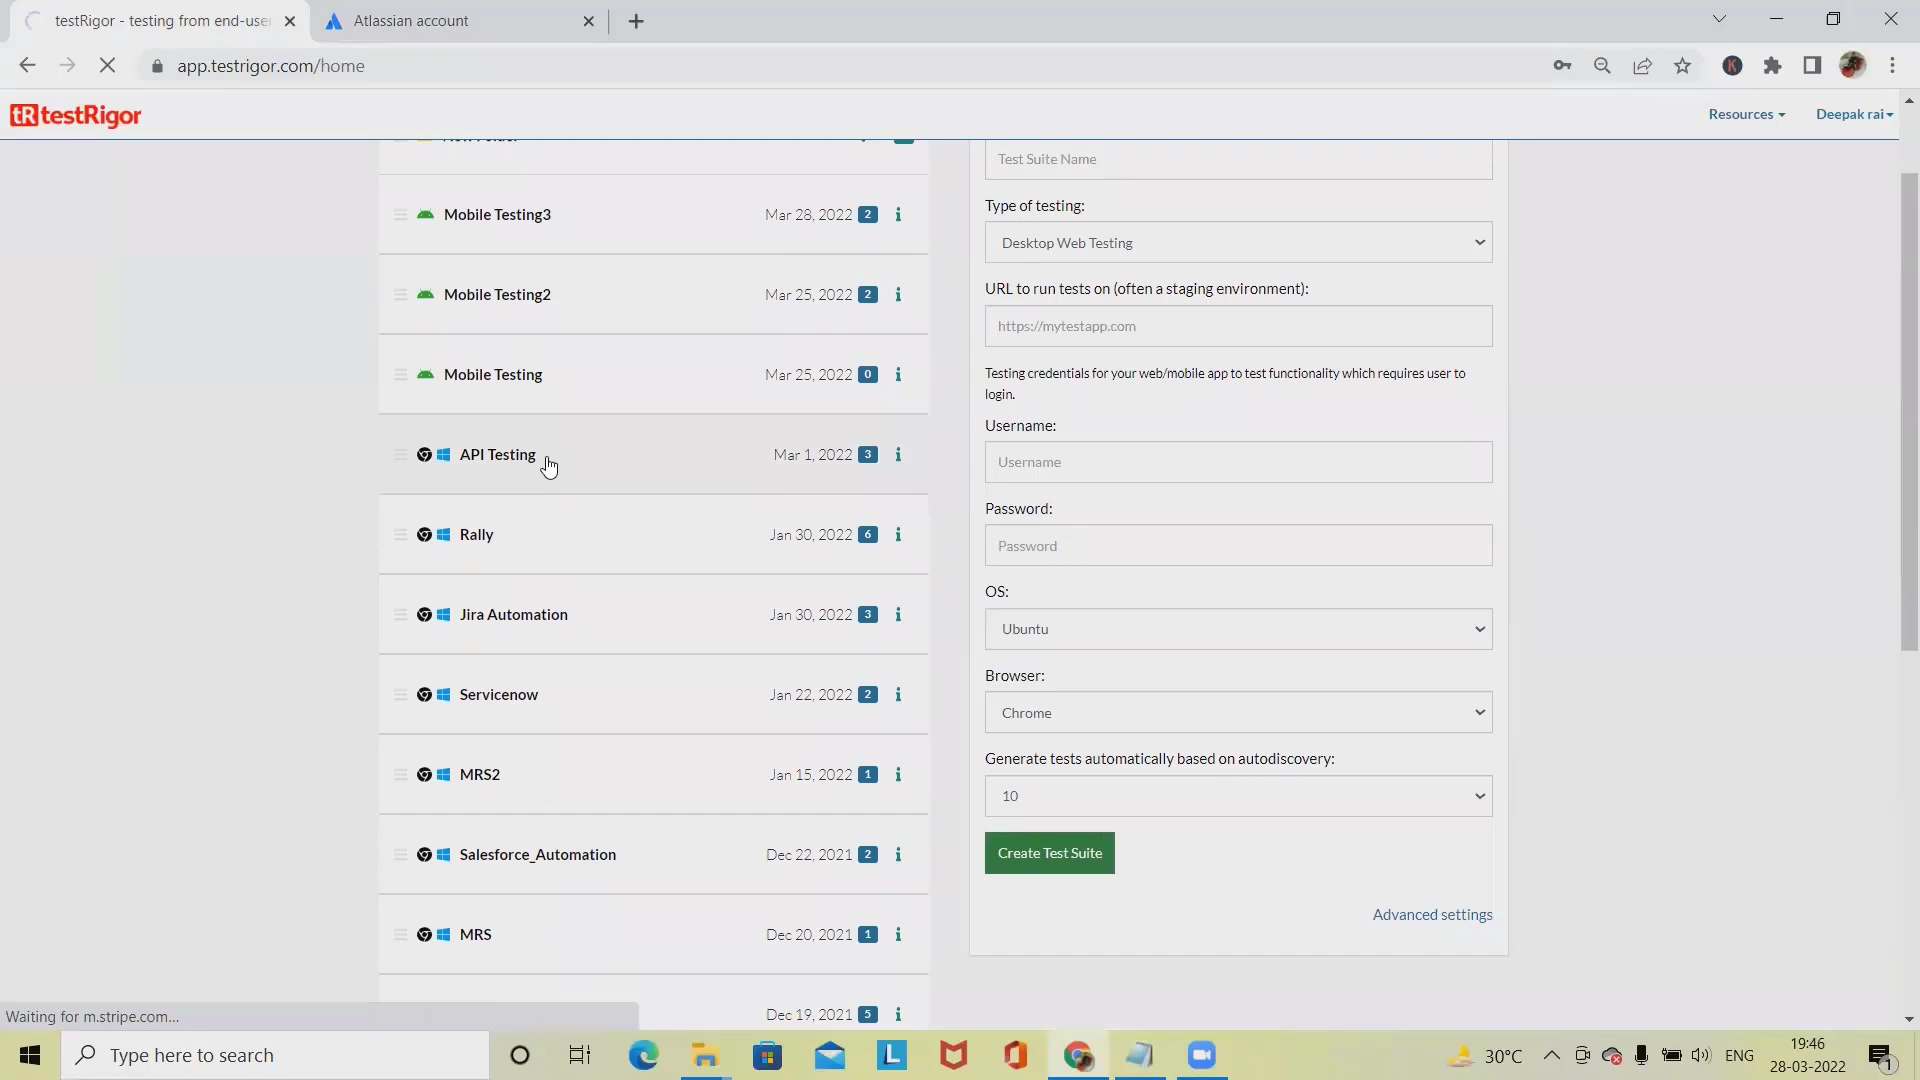 testRigor - testing from end-use
Atlassian account
app.testrigor.com/home
tR testRigor
Resources
Deepak rai
Mobile Testing3
Mar 28, 2022 2
Mobile Testing2
Mar 25, 2022 2
Mobile Testing
Mar 25, 2022 0
API Testing
Mar 1, 2022 3
Rally
Jan 30, 2022 6
Jira Automation
Jan 30, 2022 3
Servicenow
Jan 22, 2022 2
MRS2
Jan 15, 2022 1
Salesforce_Automation
Dec 22, 2021 2
MRS
Dec 20, 2021 1
Dec 19, 2021 5
Test Suite Name
Type of testing:
Desktop Web Testing
URL to run tests on (often a staging environment):
https://mytestapp.com
Testing credentials for your web/mobile app to test functionality which requires user to
login.
Username:
Username
Password:
Password
OS:
Ubuntu
Browser:
Chrome
Generate tests automatically based on autodiscovery:
10
Create Test Suite
Advanced settings
Waiting for m.stripe.com...
Type here to search
30°C
ENG
19:46
28-03-2022
1